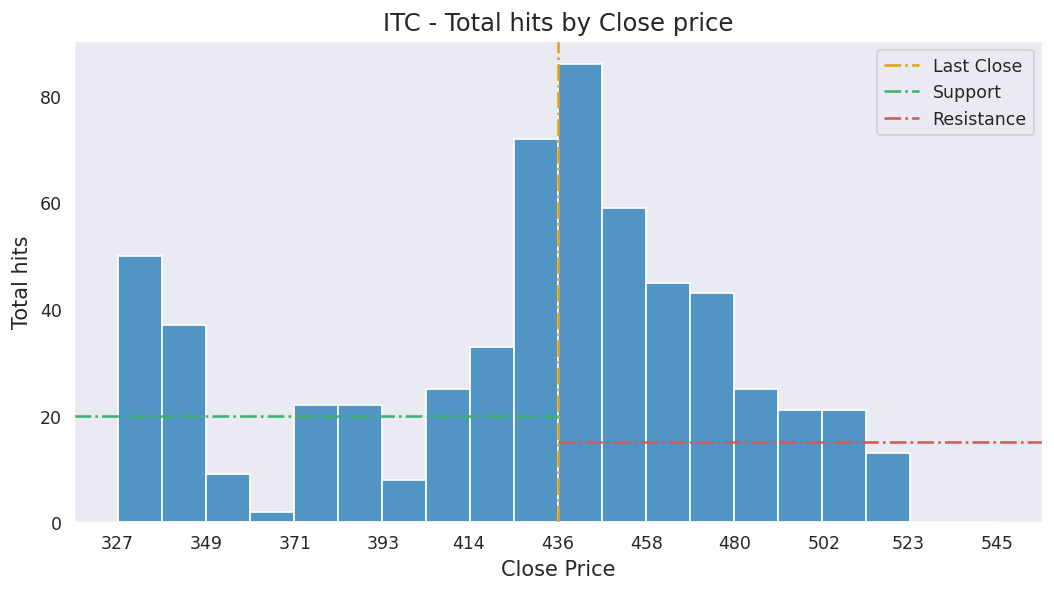 ITC - Total hits by Close price
Last Close
Support
Resistance
Total hits
80
60
40
20
0
327 349 371 393 414 436 458 480 502 523 545
Close Price